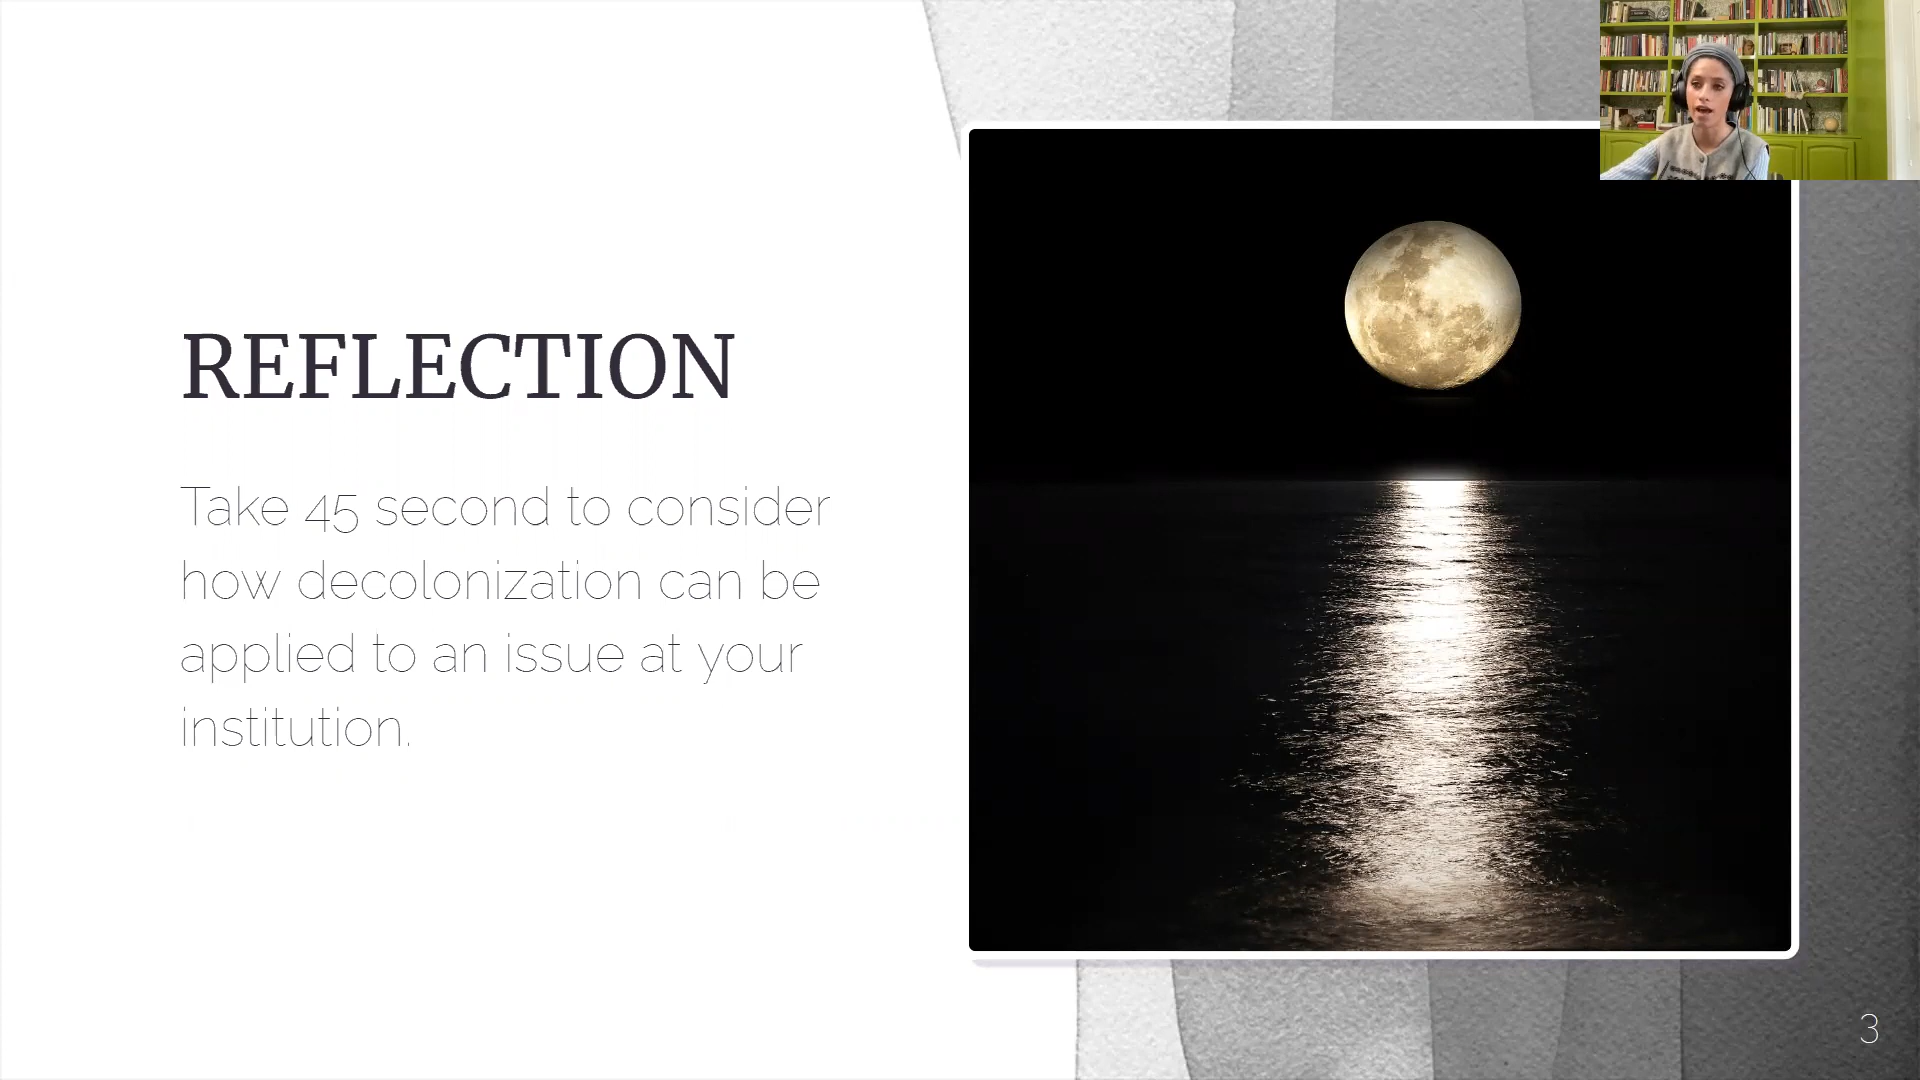 REFLECTION
Take 45 second to consider
how decolonization can be
applied to an issue at your
institution.
3